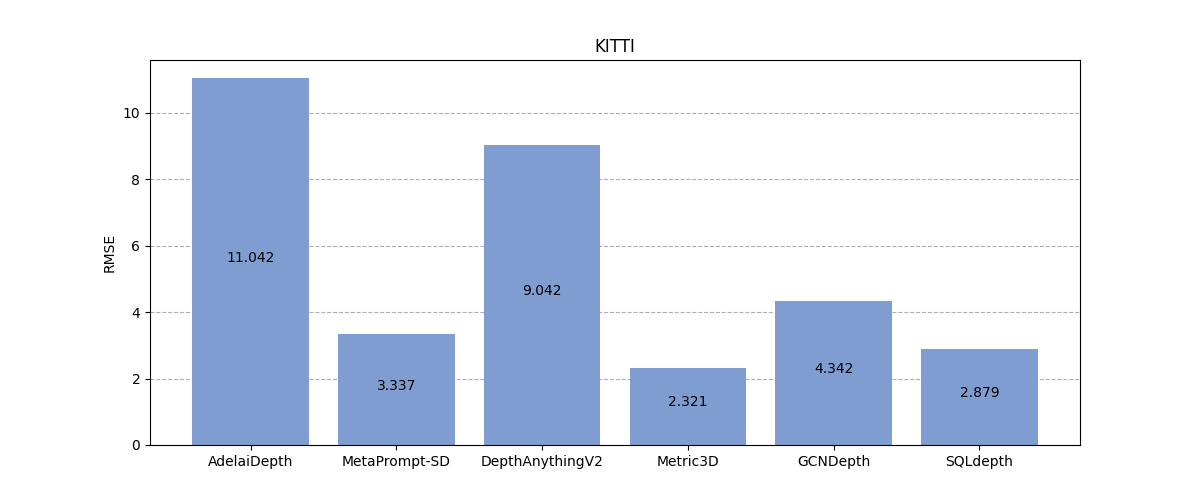 KITTI
RMSE
10
8
6
4
2
0
11.042
3.337
9.042
2.321
4.342
2.879
AdelaiDepth
MetaPrompt-SD
DepthAnythingV2
Metric3D
GCNDepth
SQLdepth